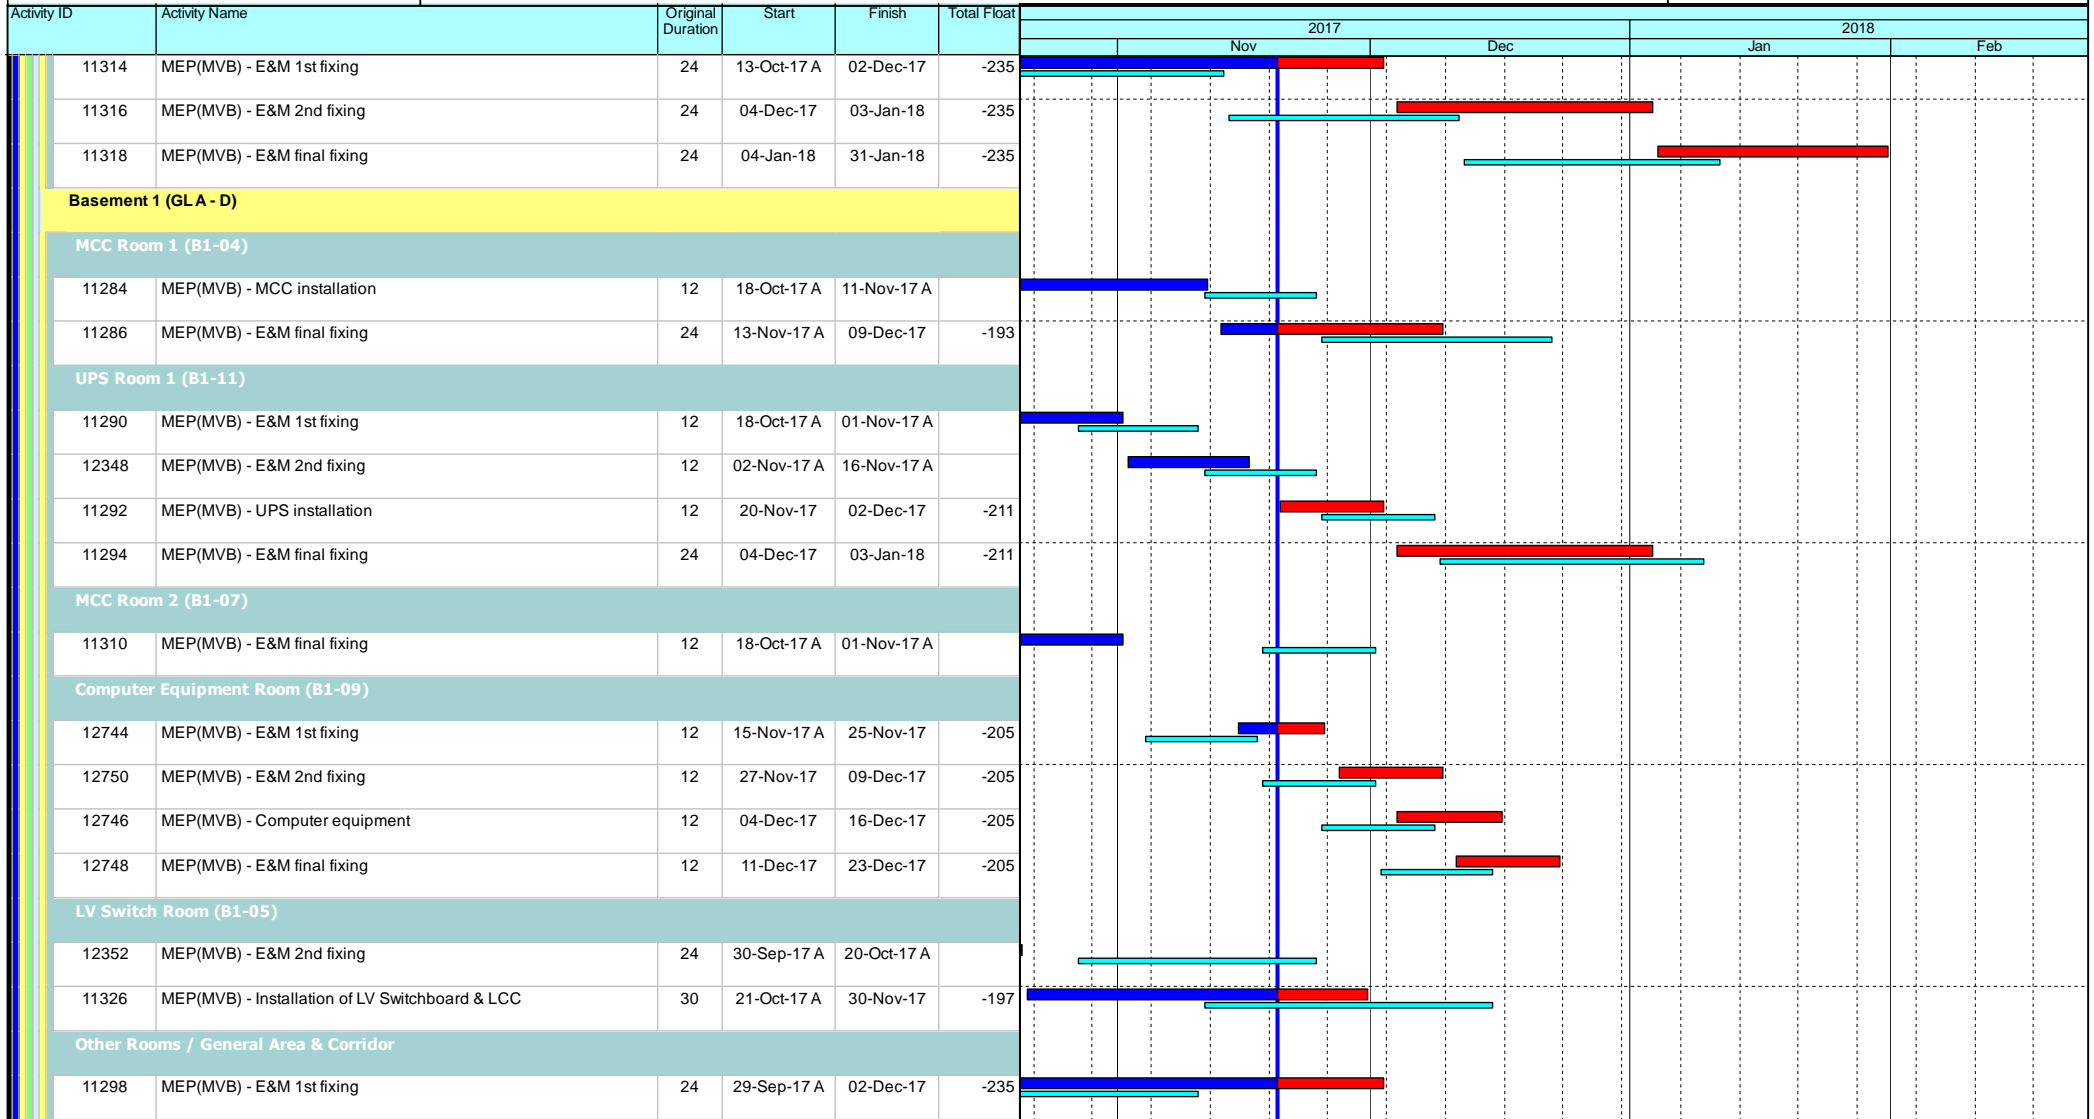 Activity ID Activity Name Original Duration Start Finish Total Float
2017 2018
Nov Dec Jan Feb
11314 MEP(MVB) - E&M 1st fixing 24 13-Oct-17 A 02-Dec-17 -235
11316 MEP(MVB) - E&M 2nd fixing 24 04-Dec-17 03-Jan-18 -235
11318 MEP(MVB) - E&M final fixing 24 04-Jan-18 31-Jan-18 -235
Basement 1 (GL A - D)
MCC Room 1 (B1-04)
11284 MEP(MVB) - MCC installation 12 18-Oct-17 A 11-Nov-17 A
11286 MEP(MVB) - E&M final fixing 24 13-Nov-17 A 09-Dec-17 -193
UPS Room 1 (B1-11)
11290 MEP(MVB) - E&M 1st fixing 12 18-Oct-17 A 01-Nov-17 A
12348 MEP(MVB) - E&M 2nd fixing 12 02-Nov-17 A 16-Nov-17 A
11292 MEP(MVB) - UPS installation 12 20-Nov-17 02-Dec-17 -211
11294 MEP(MVB) - E&M final fixing 24 04-Dec-17 03-Jan-18 -211
MCC Room 2 (B1-07)
11310 MEP(MVB) - E&M final fixing 12 18-Oct-17 A 01-Nov-17 A
Computer Equipment Room (B1-09)
12744 MEP(MVB) - E&M 1st fixing 12 15-Nov-17 A 25-Nov-17 -205
12750 MEP(MVB) - E&M 2nd fixing 12 27-Nov-17 09-Dec-17 -205
12746 MEP(MVB) - Computer equipment 12 04-Dec-17 16-Dec-17 -205
12748 MEP(MVB) - E&M final fixing 12 11-Dec-17 23-Dec-17 -205
LV Switch Room (B1-05)
12352 MEP(MVB) - E&M 2nd fixing 24 30-Sep-17 A 20-Oct-17 A
11326 MEP(MVB) - Installation of LV Switchboard & LCC 30 21-Oct-17 A 30-Nov-17 -197
Other Rooms / General Area & Corridor
11298 MEP(MVB) - E&M 1st fixing 24 29-Sep-17 A 02-Dec-17 -235